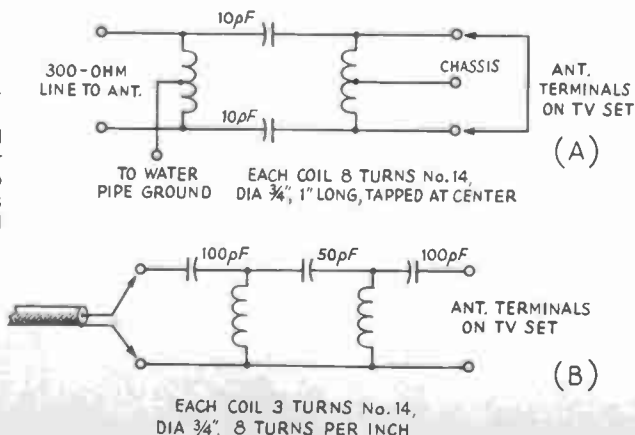 10pF
300-OHM
LINE TO ANT.
CHASSIS
ANT.
TERMINALS
ON TV SET
(A)
10pF
TO WATER
PIPE GROUND
EACH COIL 8 TURNS No. 14,
DIA 3/4", 1" LONG, TAPPED AT CENTER
100pF
50pF
100pF
ANT. TERMINALS
ON TV SET
(B)
EACH COIL 3 TURNS No. 14,
DIA 3/4", 8 TURNS PER INCH